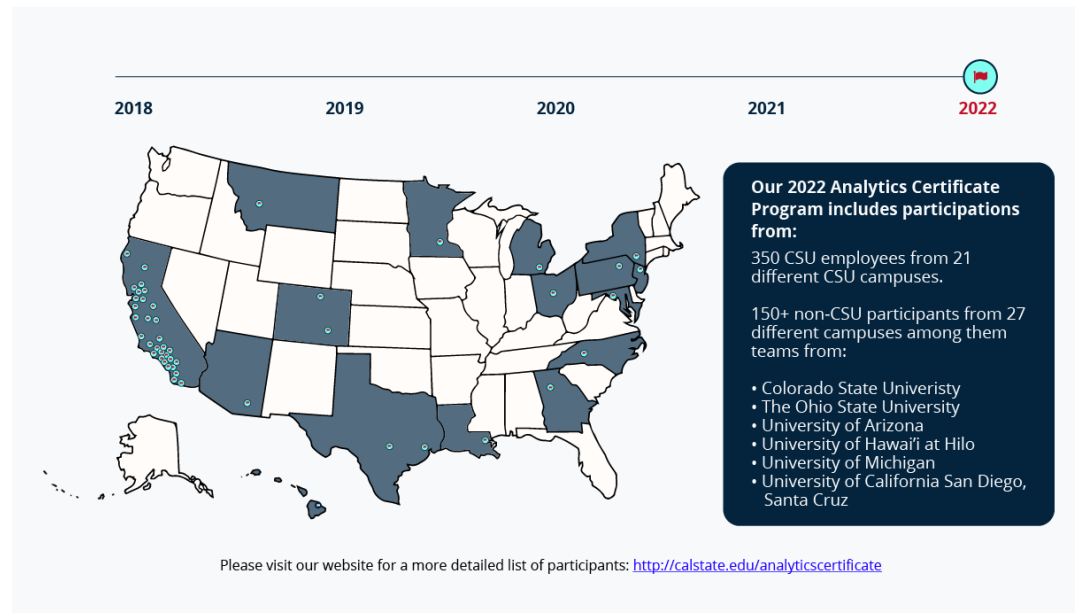 2018 2019 2020 2021 2022
Our 2022 Analytics Certificate
Program includes participations
from:
350 CSU employees from 21
different CSU campuses.
150+ non-CSU participants from 27
different campuses among them
teams from:
• Colorado State Univeristy
• The Ohio State University
• University of Arizona
• University of Hawai’i at Hilo
• University of Michigan
• University of California San Diego,
Santa Cruz
Please visit our website for a more detailed list of participants: http://calstate.edu/analyticscertificate